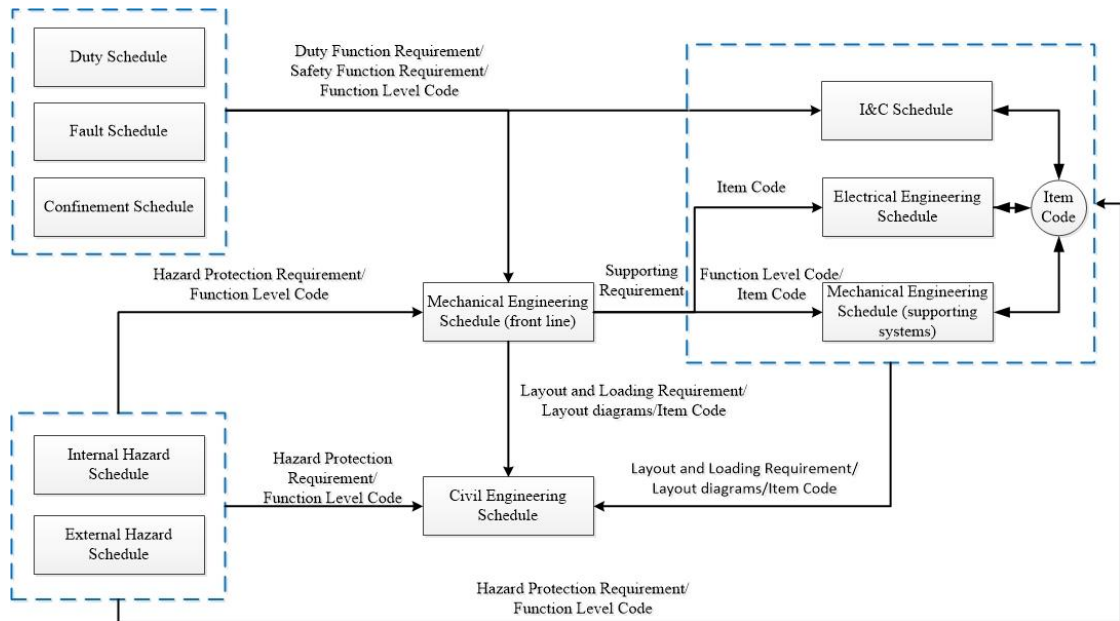 Duty Schedule
Fault Schedule
Confinement Schedule
Duty Function Requirement/
Safety Function Requirement/
Function Level Code
I&C Schedule
Item Code
Electrical Engineering
Schedule
Item
Code
Hazard Protection Requirement/
Function Level Code
Mechanical Engineering
Schedule (front line)
Supporting
Requirement
Function Level Code/
Item Code
Mechanical Engineering
Schedule (supporting
systems)
Layout and Loading Requirement/
Layout diagrams/Item Code
Internal Hazard
Schedule
External Hazard
Schedule
Hazard Protection
Requirement/
Function Level Code
Civil Engineering
Schedule
Layout and Loading Requirement/
Layout diagrams/Item Code
Hazard Protection Requirement/
Function Level Code